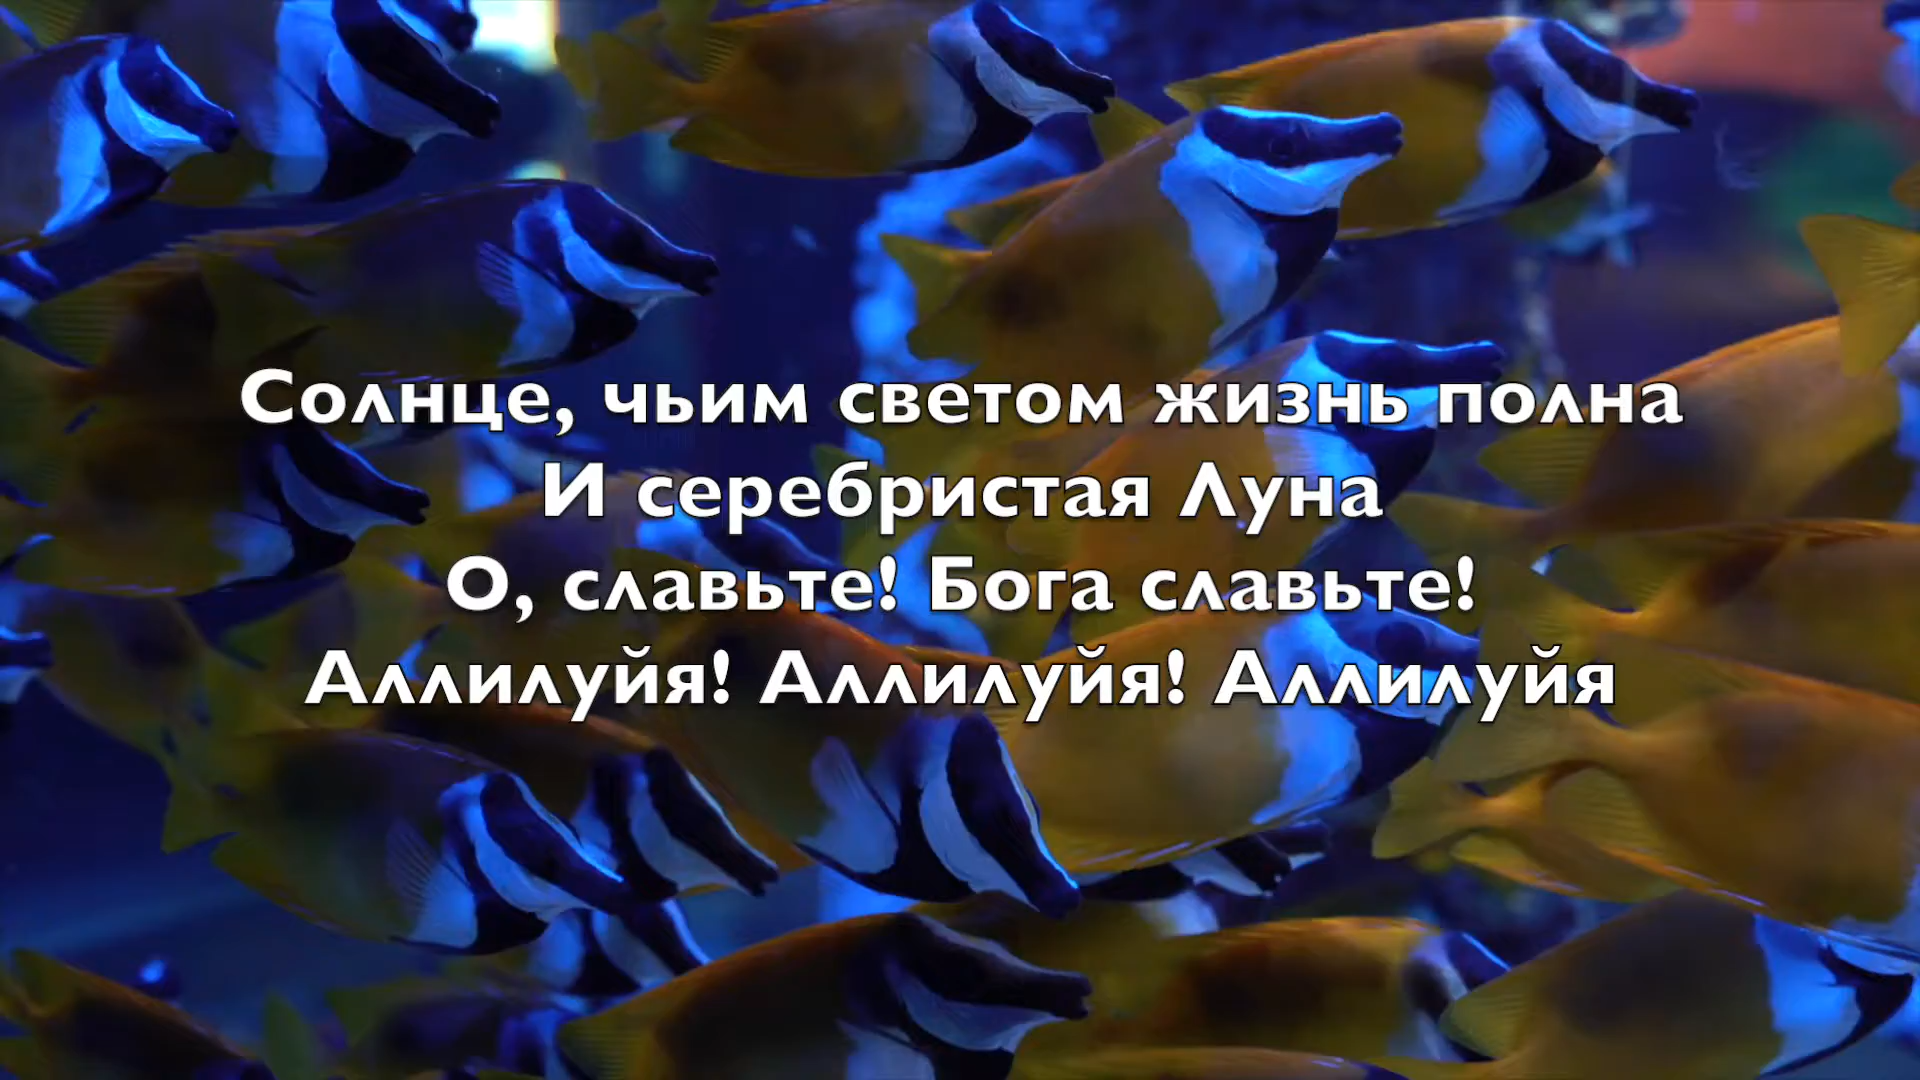 Солнце, чьим светом жизнь полна
И серебристая Луна
О, славьте! Бога славьте!
Аллилуйя! Аллилуйя! Аллилуйя